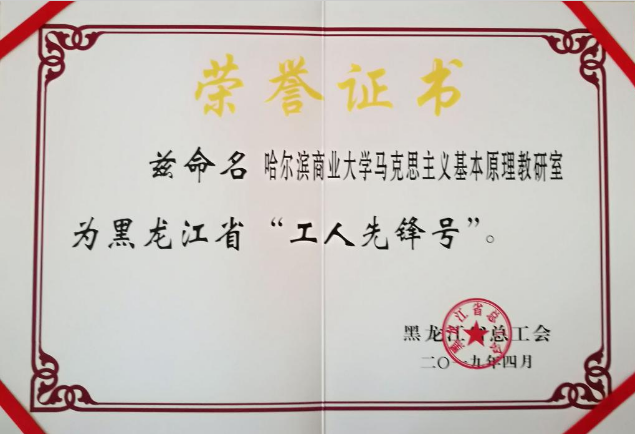 荣誉证书
兹命名 哈尔滨商业大学马克思主义基本原理教研室
为黑龙江省“工人先锋号”。
黑龙江省总工会
二〇一九年四月